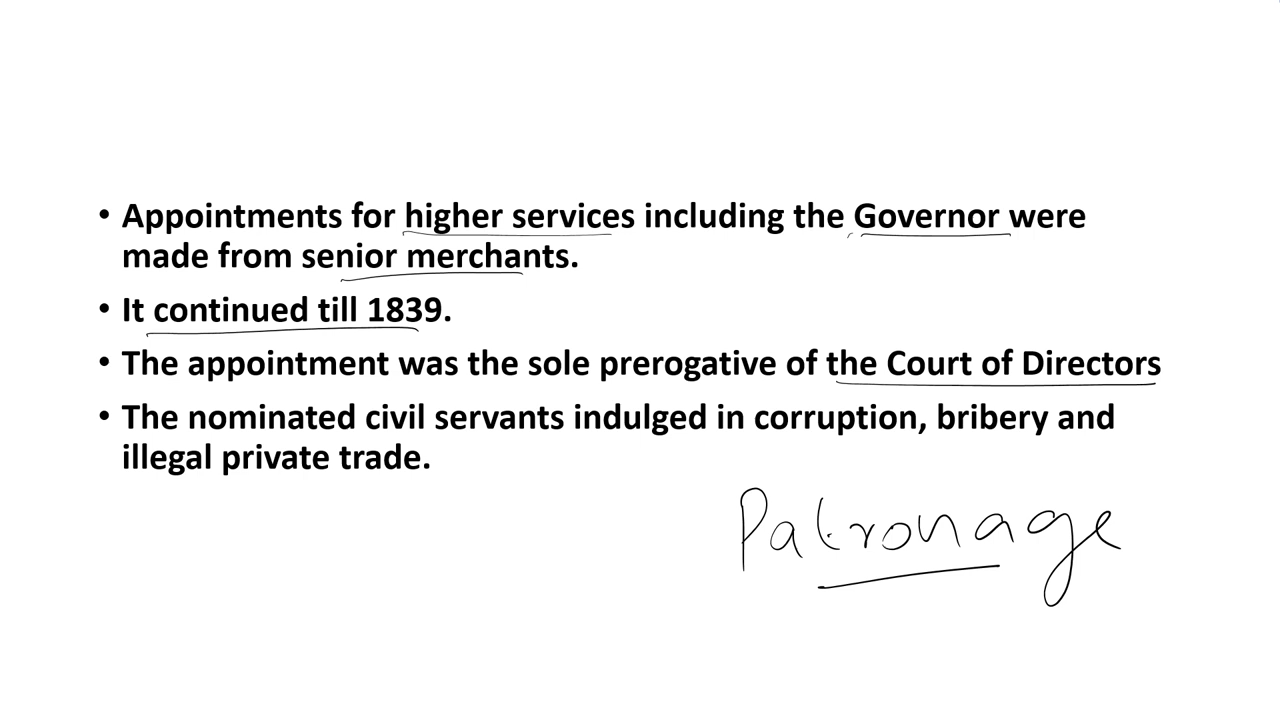 • Appointments for higher services including the Governor were
made from senior merchants.
• It continued till 1839.
• The appointment was the sole prerogative of the Court of Directors
• The nominated civil servants indulged in corruption, bribery and
illegal private trade.
Patronage